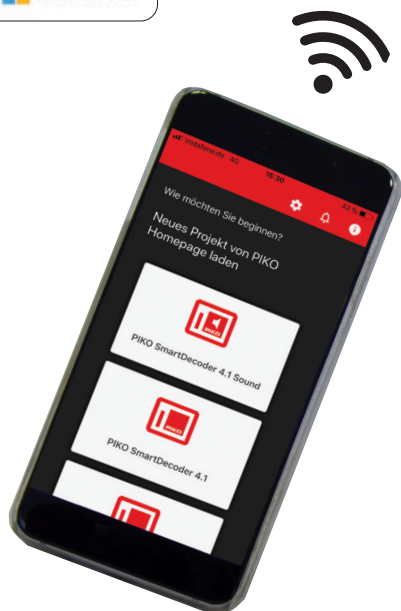 Vodafone.de 4G
15:30
43 %
Wie möchten Sie beginnen?
Neues Projekt von PIKO
Homepage laden
PIKO
PIKO SmartDecoder 4.1 Sound
PIKO
PIKO SmartDecoder 4.1